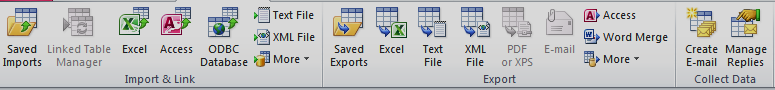 Saved Imports
Linked Table Manager
Excel
Access
ODBC Database
Text File
XML File
More
Import & Link
Saved Exports
Excel
Text File
XML File
PDF or XPS
E-mail
Access
Word Merge
More
Export
Create E-mail
Manage Replies
Collect Data